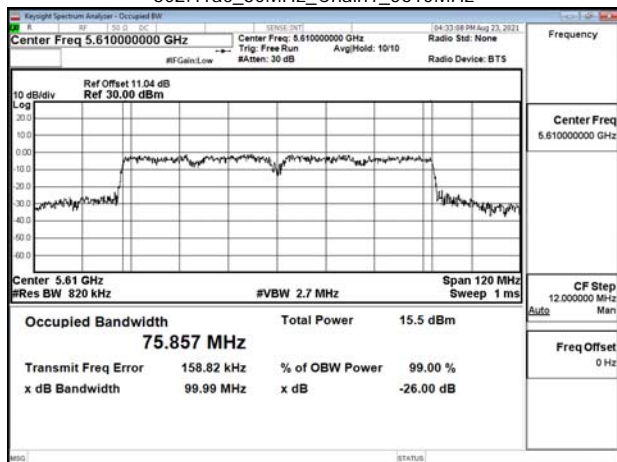 Keysight Spectrum Analyzer - Occupied BW
R RF 50 Ω DC SENSE:INT 04:33:08 PM Aug 23, 2021
Center Freq 5.610000000 GHz Center Freq: 5.610000000 GHz Radio Std: None Frequency
Trig: Free Run Avg|Hold: 10/10
#IFGain:Low #Atten: 30 dB Radio Device: BTS
Ref Offset 11.04 dB
10 dB/div Ref 30.00 dBm
Log
20.0
10.0
0.00
-10.0
-20.0
-30.0
-40.0
-50.0
-60.0
Center Freq
5.610000000 GHz
Center 5.61 GHz Span 120 MHz
#Res BW 820 kHz #VBW 2.7 MHz Sweep 1 ms
CF Step
12.000000 MHz
Auto Man
Occupied Bandwidth Total Power 15.5 dBm
75.857 MHz
Freq Offset
0 Hz
Transmit Freq Error 158.82 kHz % of OBW Power 99.00 %
x dB Bandwidth 99.99 MHz x dB -26.00 dB
MSG STATUS